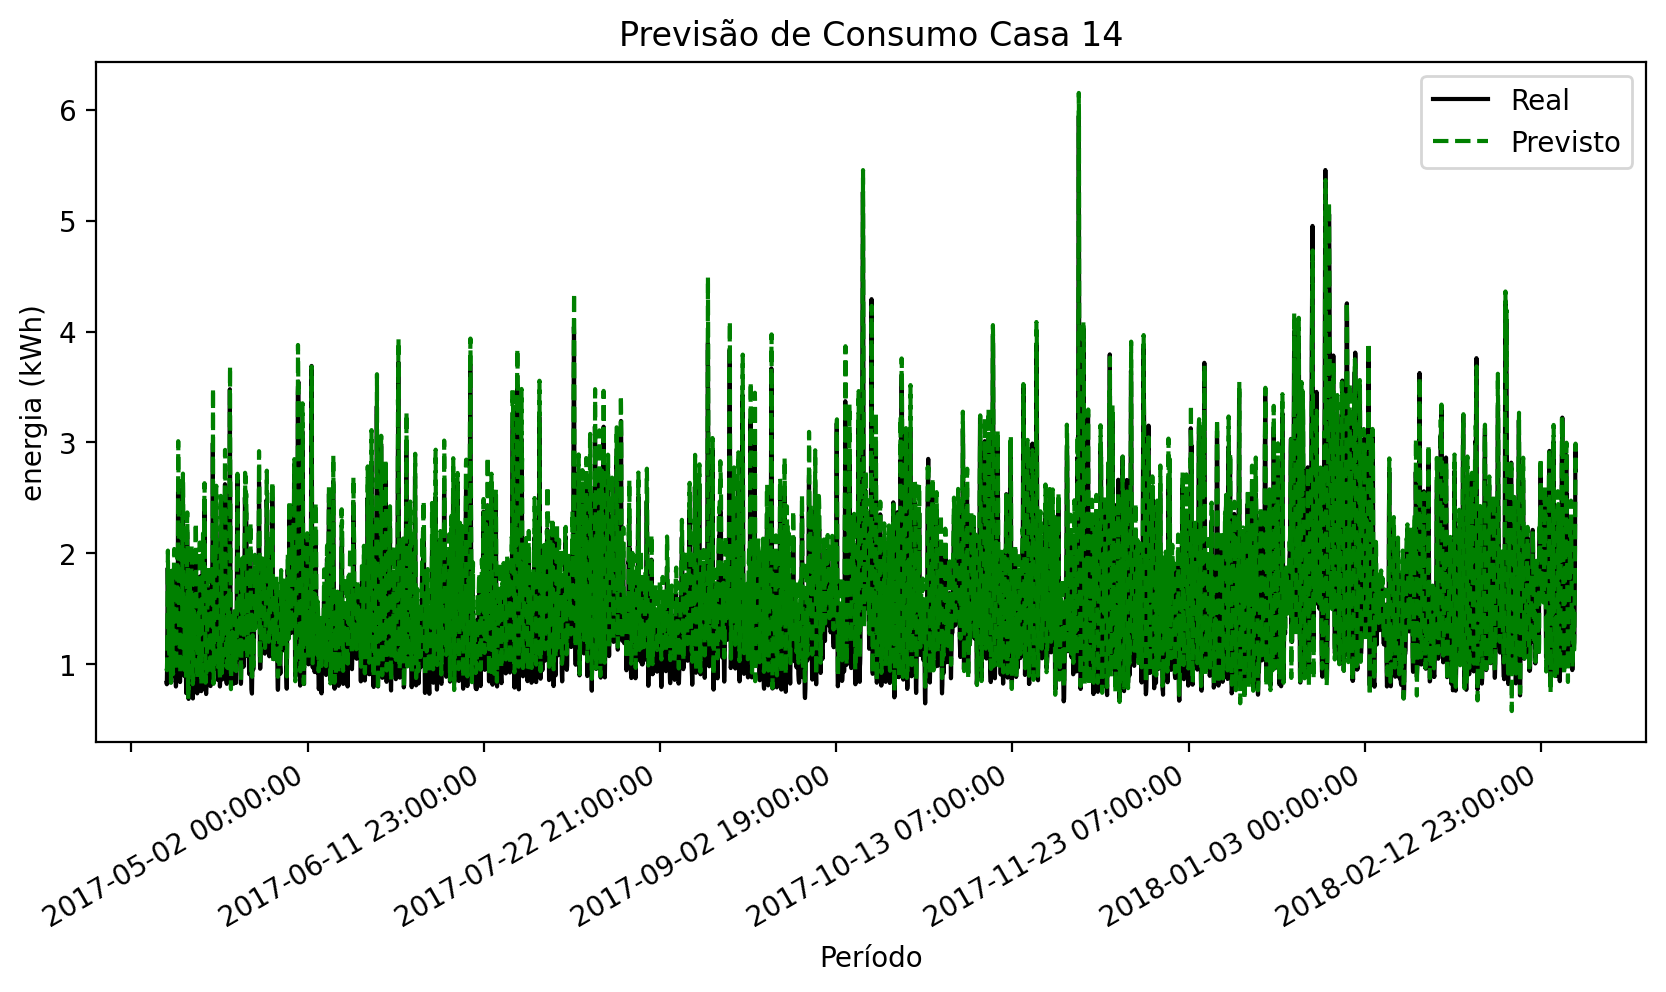 Previsão de Consumo Casa 14
Real
Previsto
6
5
4
3
2
1
energia (kWh)
2017-05-02 00:00:00
2017-06-11 23:00:00
2017-07-22 21:00:00
2017-09-02 19:00:00
2017-10-13 07:00:00
2017-11-23 07:00:00
2018-01-03 00:00:00
2018-02-12 23:00:00
Período